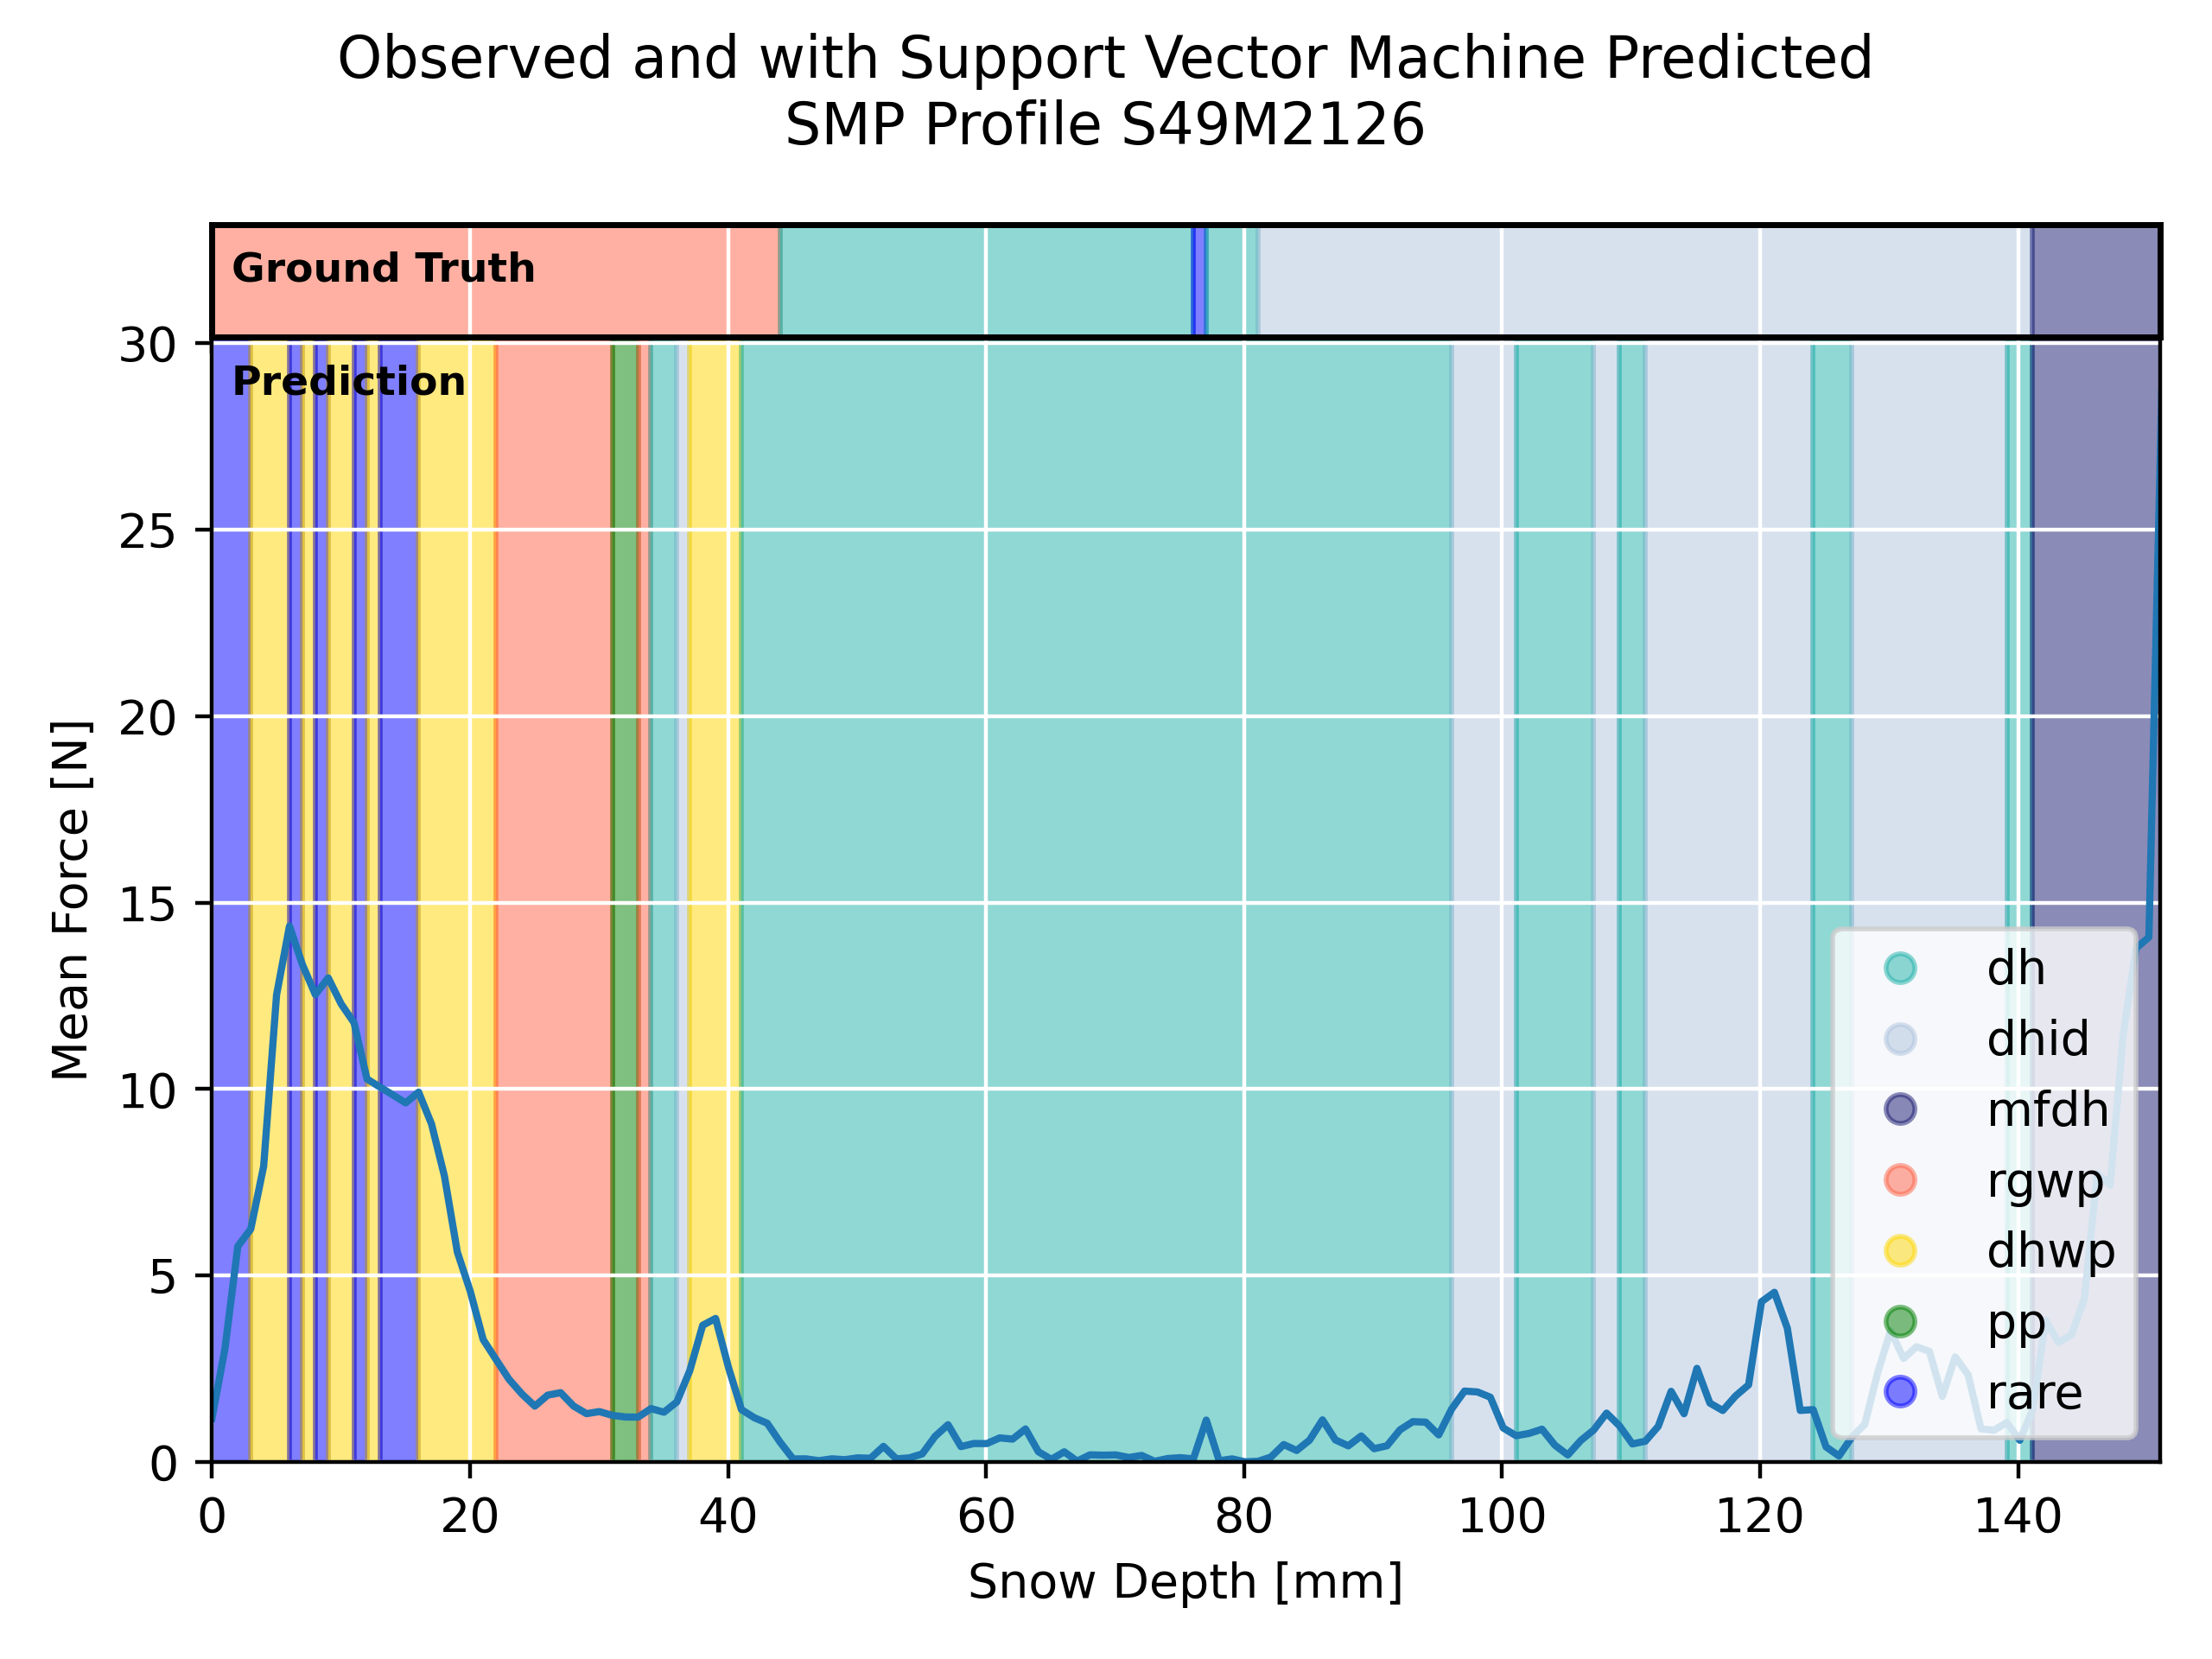 Observed and with Support Vector Machine Predicted
SMP Profile S49M2126
Ground Truth
Prediction
30
25
20
15
10
5
0
Mean Force [N]
0 20 40 60 80 100 120 140
Snow Depth [mm]
dh
dhid
mfdh
rgwp
dhwp
pp
rare